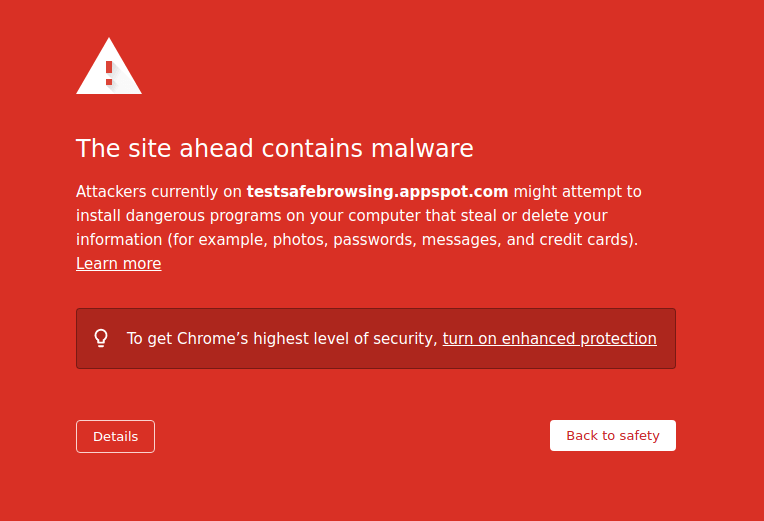 The site ahead contains malware
Attackers currently on testsafebrowsing.appspot.com might attempt to
install dangerous programs on your computer that steal or delete your
information (for example, photos, passwords, messages, and credit cards).
Learn more
To get Chrome’s highest level of security, turn on enhanced protection
Details
Back to safety